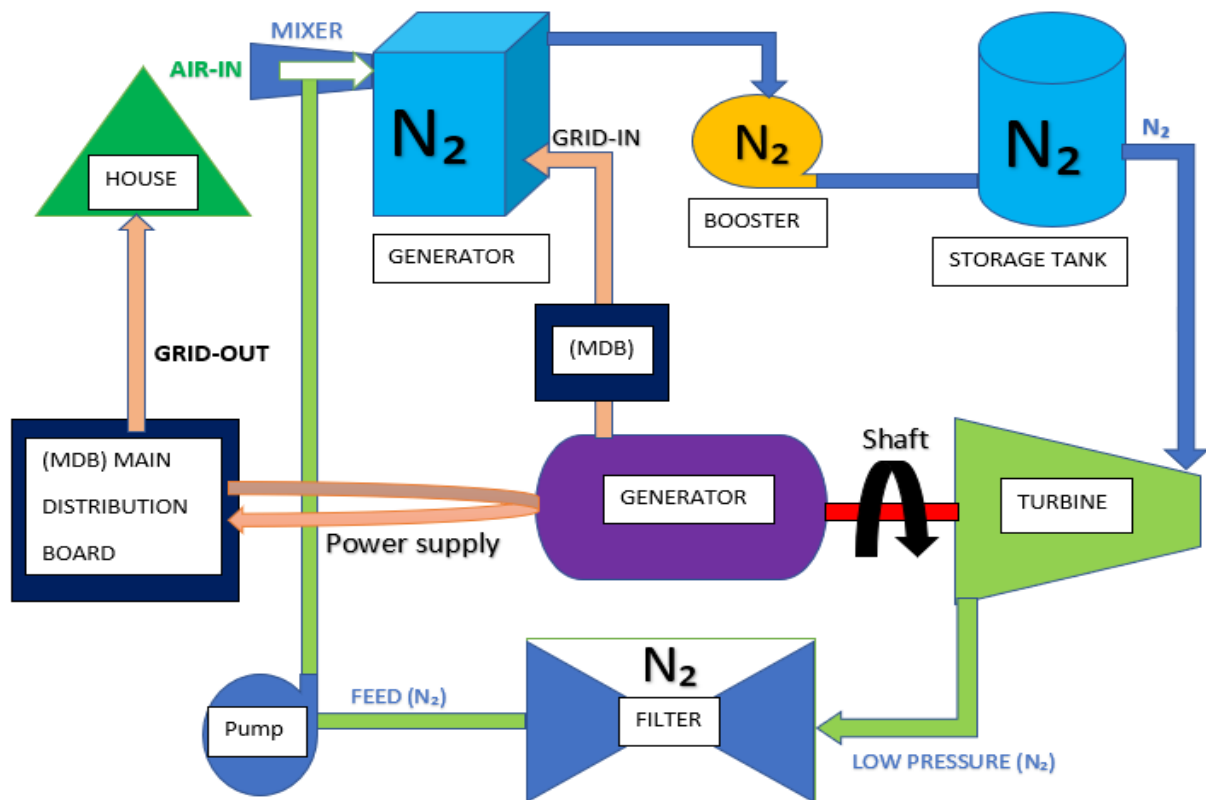 MIXER
AIR-IN
N₂
GENERATOR
GRID-IN
N₂
BOOSTER
N₂
STORAGE TANK
N₂
HOUSE
GRID-OUT
(MDB) MAIN
DISTRIBUTION
BOARD
(MDB)
Power supply
GENERATOR
Shaft
TURBINE
Pump
FEED (N₂)
N₂
FILTER
LOW PRESSURE (N₂)